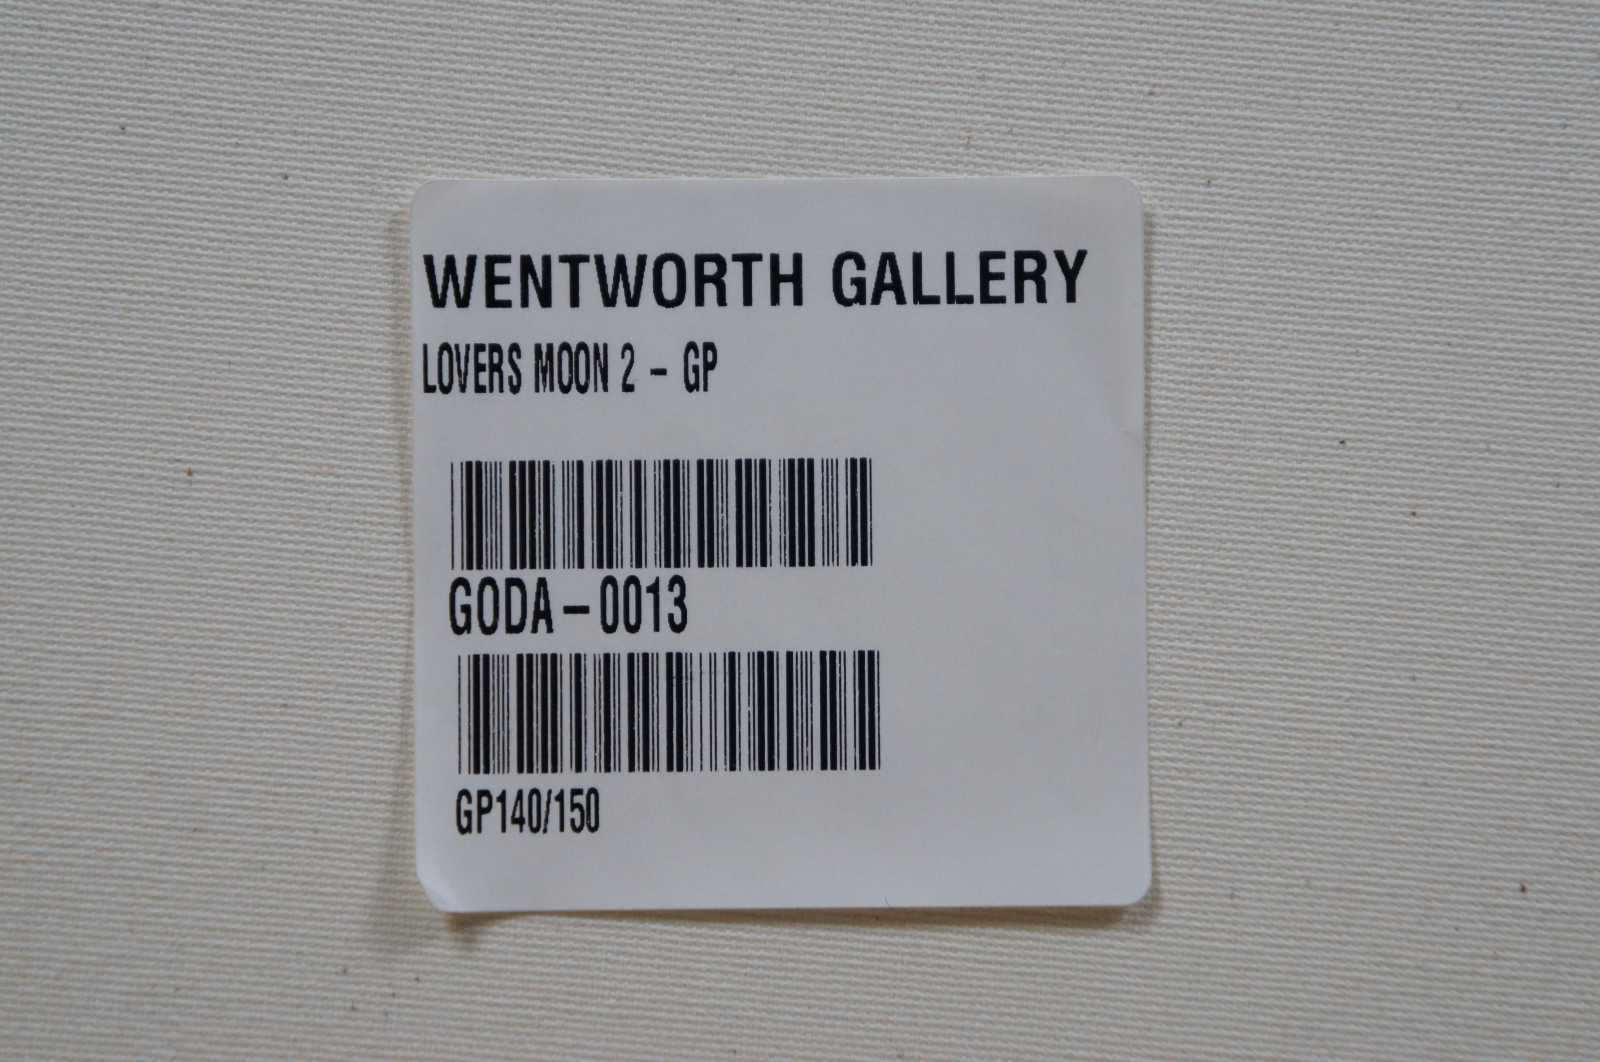 WENTWORTH GALLERY
LOVERS MOON 2 - GP
GODA-0013
GP140/150